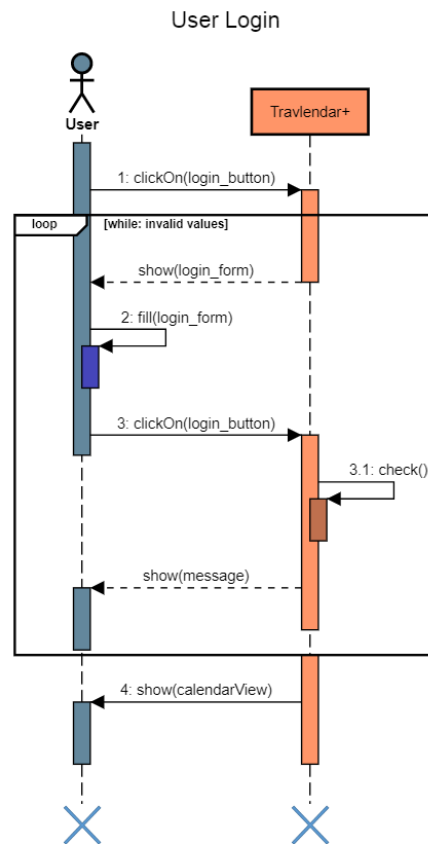 User Login
User
Travlendar+
1: clickOn(login_button)
loop
[while: invalid values]
show(login_form)
2: fill(login_form)
3: clickOn(login_button)
3.1: check()
show(message)
4: show(calendarView)